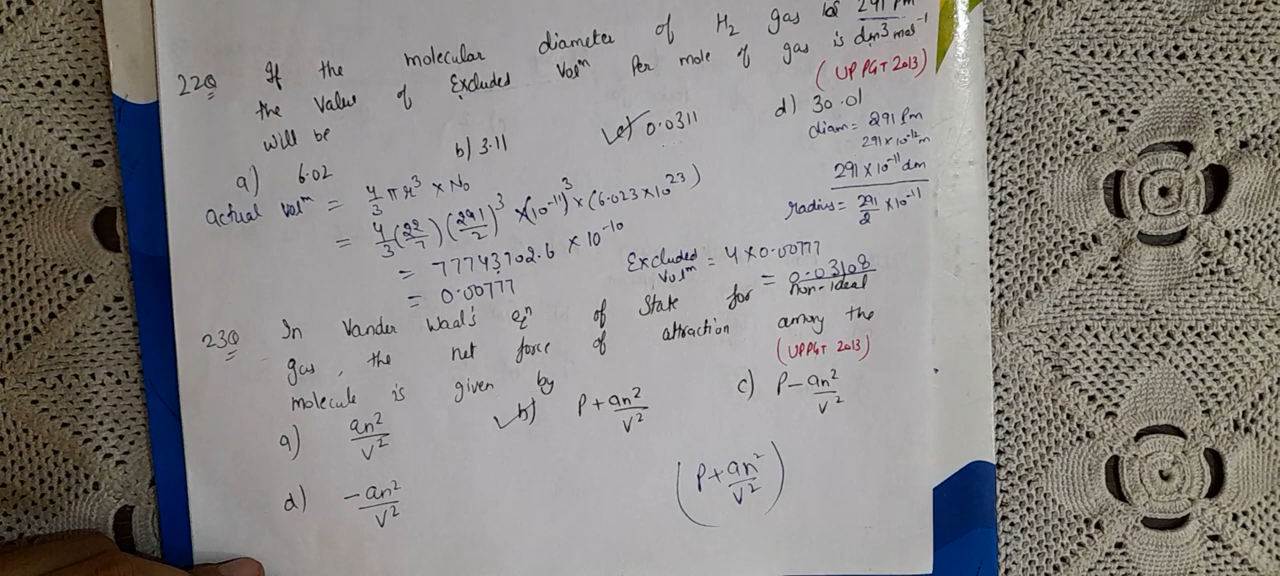 22Q If the molecular diameter of H2 gas is 291 pm
the value of Excluded Volm Per mole of gas is dm3 mol-1
will be (UPPGT 2013)
a) 6.02 b) 3.11 c) 0.0311 d) 30.01
diam = 291 Pm
291 x 10-12 m
291 x 10-11 dm
radius = 291/2 x 10-11
Actual volm = 4/3 π r3 x No
= 4/3 (22/7) (291/2)3 x (10-11)3 x (6.023 x 1023)
= 77743702.6 x 10-10
= 0.00777
Excluded Volm = 4 x 0.00777
= 0.03108
23Q In Vander Waal's Eqn of State for non-ideal
gas, the net force of attraction among the
molecule is given by (UPPGT 2013)
a) an2/V2 b) P + an2/V2 c) P - an2/V2
d) -an2/V2
(P + an2/V2)